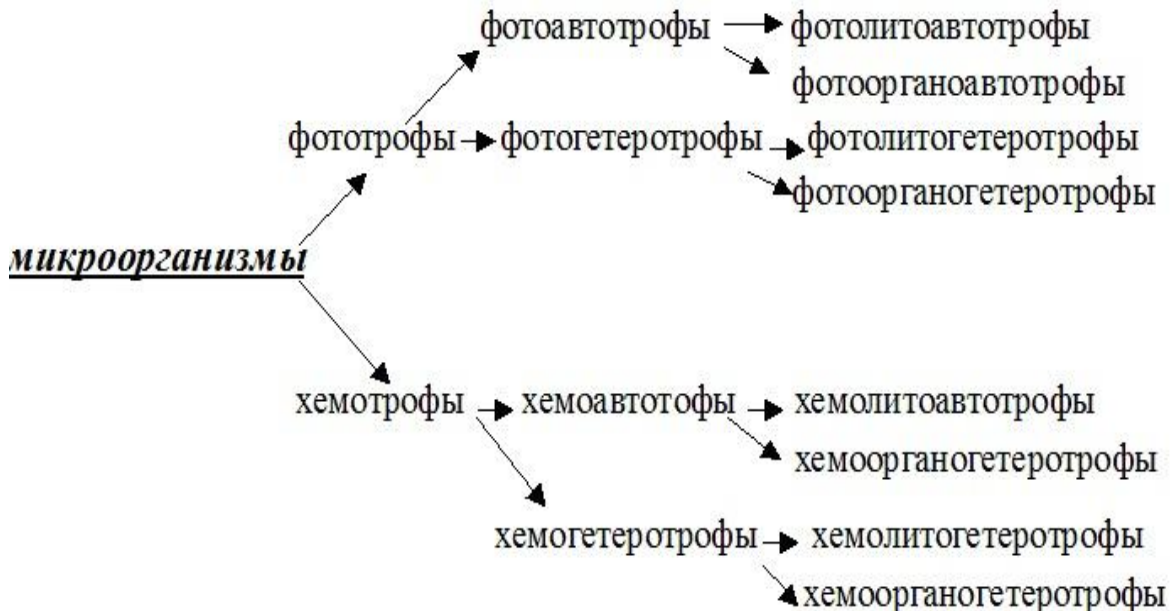 фотоавтотрофы фотолитоавтотрофы
фотоорганоавтотрофы
фототрофы фотогетеротрофы фотолитогетеротрофы
фотоорганогетеротрофы
микроорганизмы
хемотрофы хемоавтотофы хемолитоавтотрофы
хемоорганогетеротрофы
хемогетеротрофы хемолитогетеротрофы
хемоорганогетеротрофы